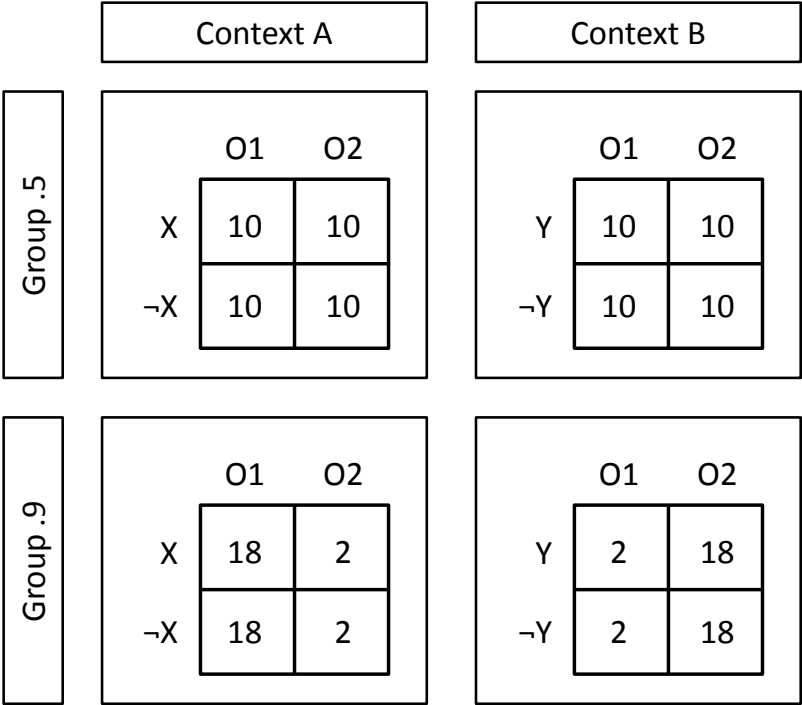 Context A Context B
Group .5
O1 O2 O1 O2
X 10 10 Y 10 10
¬X 10 10 ¬Y 10 10
Group .9
O1 O2 O1 O2
X 18 2 Y 2 18
¬X 18 2 ¬Y 2 18